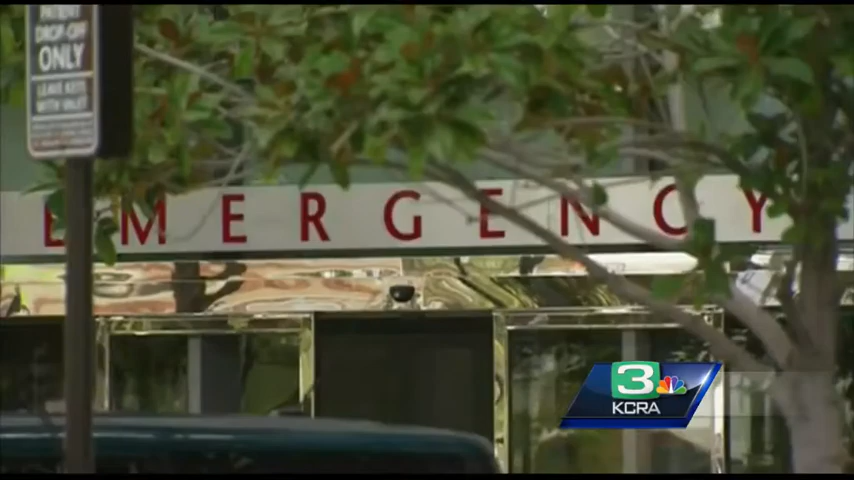 PATIENT
DROP-OFF
ONLY
LEAVE KEYS
WITH VALET
EMERGENCY
3
KCRA